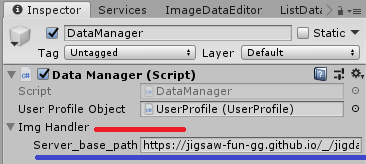 Inspector Services ImageDataEditor ListData
DataManager Static
Tag Untagged Layer Default
Data Manager (Script)
Script DataManager
User Profile Object UserProfile (UserProfile)
Img Handler
Server_base_path https://jigsaw-fun-gg.github.io/_/jigda